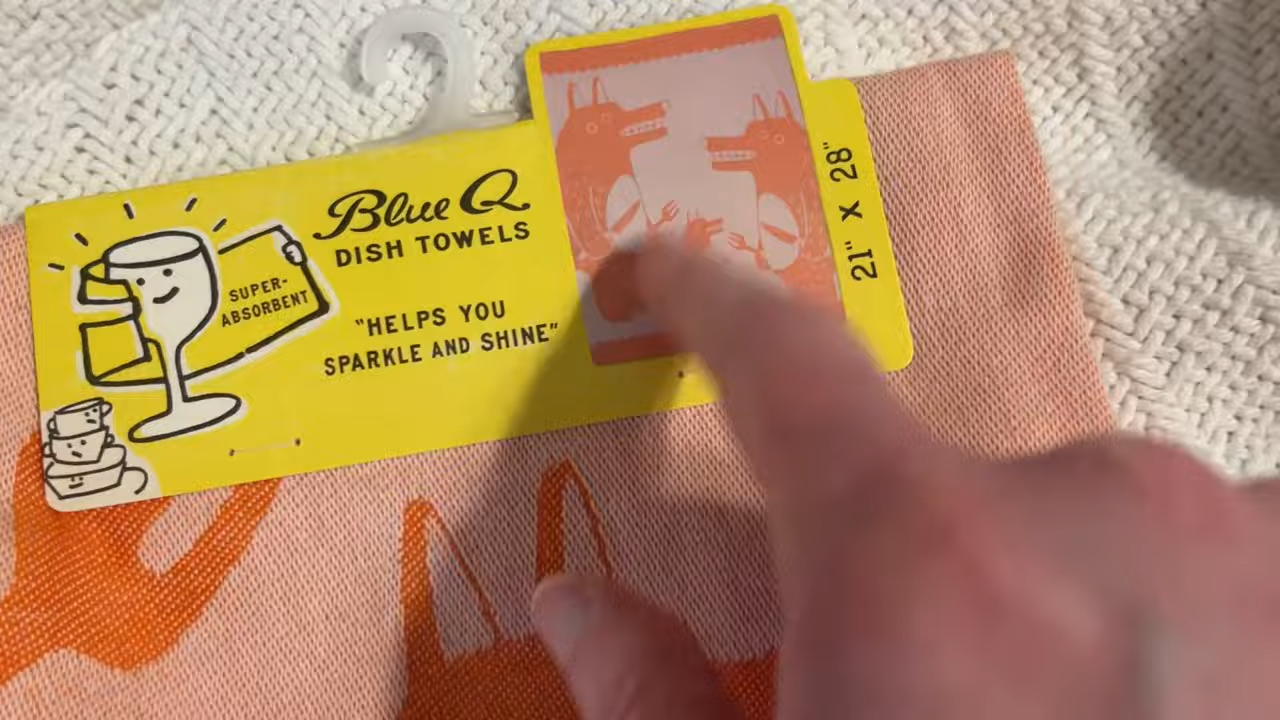 Blue Q
DISH TOWELS
SUPER-
ABSORBENT
"HELPS YOU
SPARKLE AND SHINE"
21" X 28"